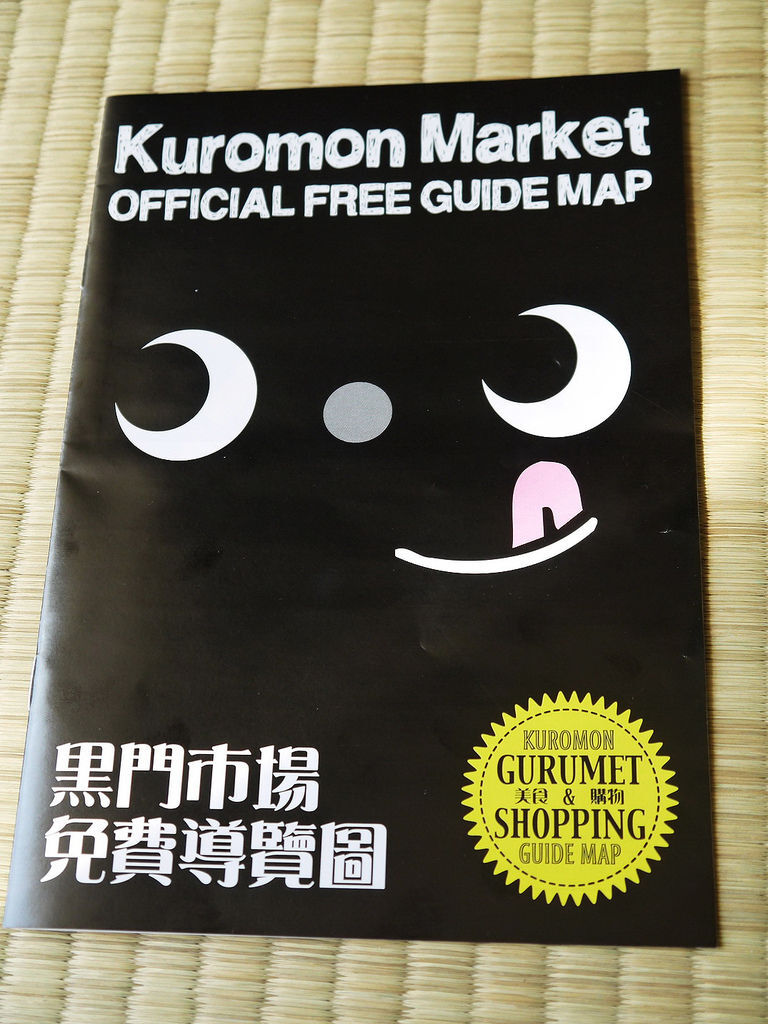 Kuromon Market
OFFICIAL FREE GUIDE MAP
黒門市場
免費導覽圖
KUROMON
GURUMET
美食 & 購物
SHOPPING
GUIDE MAP